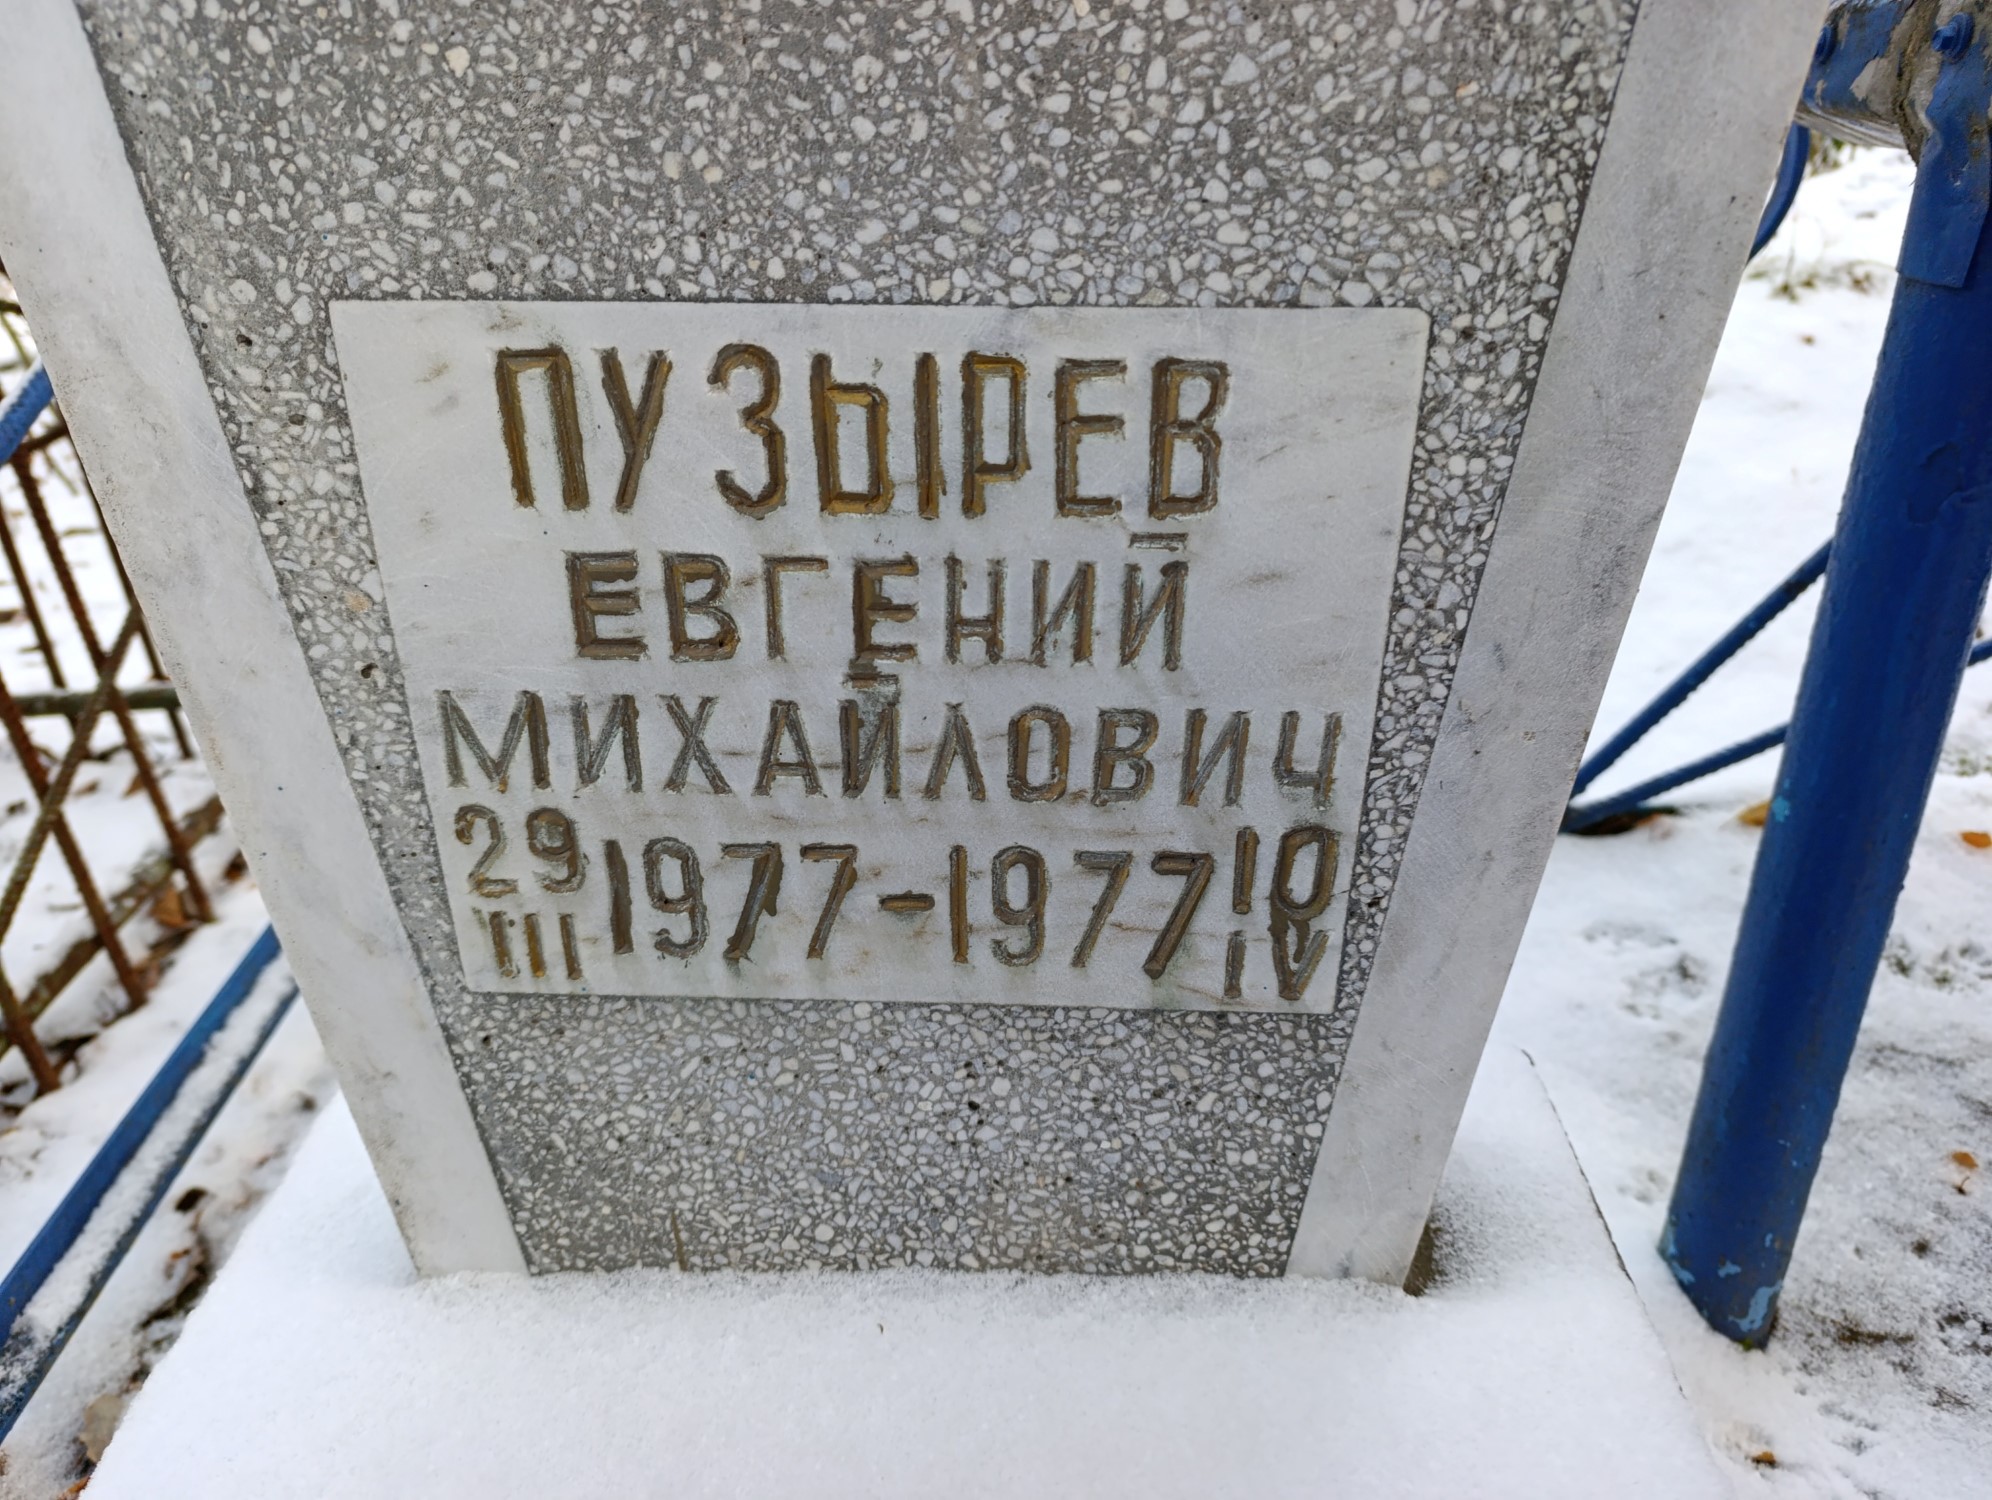 ПУЗЫРЕВ
ЕВГЕНИЙ
МИХАЙЛОВИЧ
29 III 1977-1977 10 IV